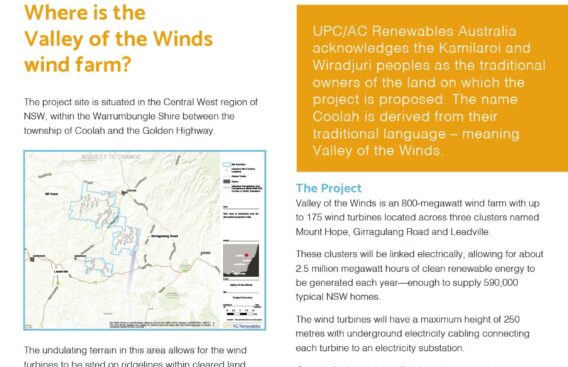 Where is the
Valley of the Winds
wind farm?
The project site is situated in the Central West region of
NSW, within the Warrumbungle Shire between the
township of Coolah and the Golden Highway.
SUBJECT TO CHANGE
Mt Hope
Girragulang Road
Leadville
AC Renewables
The undulating terrain in this area allows for the wind
turbines to be sited on ridgelines within cleared land
UPC/AC Renewables Australia
acknowledges the Kamilaroi and
Wiradjuri peoples as the traditional
owners of the land on which the
project is proposed. The name
Coolah is derived from their
traditional language – meaning
Valley of the Winds.
The Project
Valley of the Winds is an 800-megawatt wind farm with up
to 175 wind turbines located across three clusters named
Mount Hope, Girragulang Road and Leadville.
These clusters will be linked electrically, allowing for about
2.5 million megawatt hours of clean renewable energy to
be generated each year—enough to supply 590,000
typical NSW homes.
The wind turbines will have a maximum height of 250
metres with underground electricity cabling connecting
each turbine to an electricity substation.